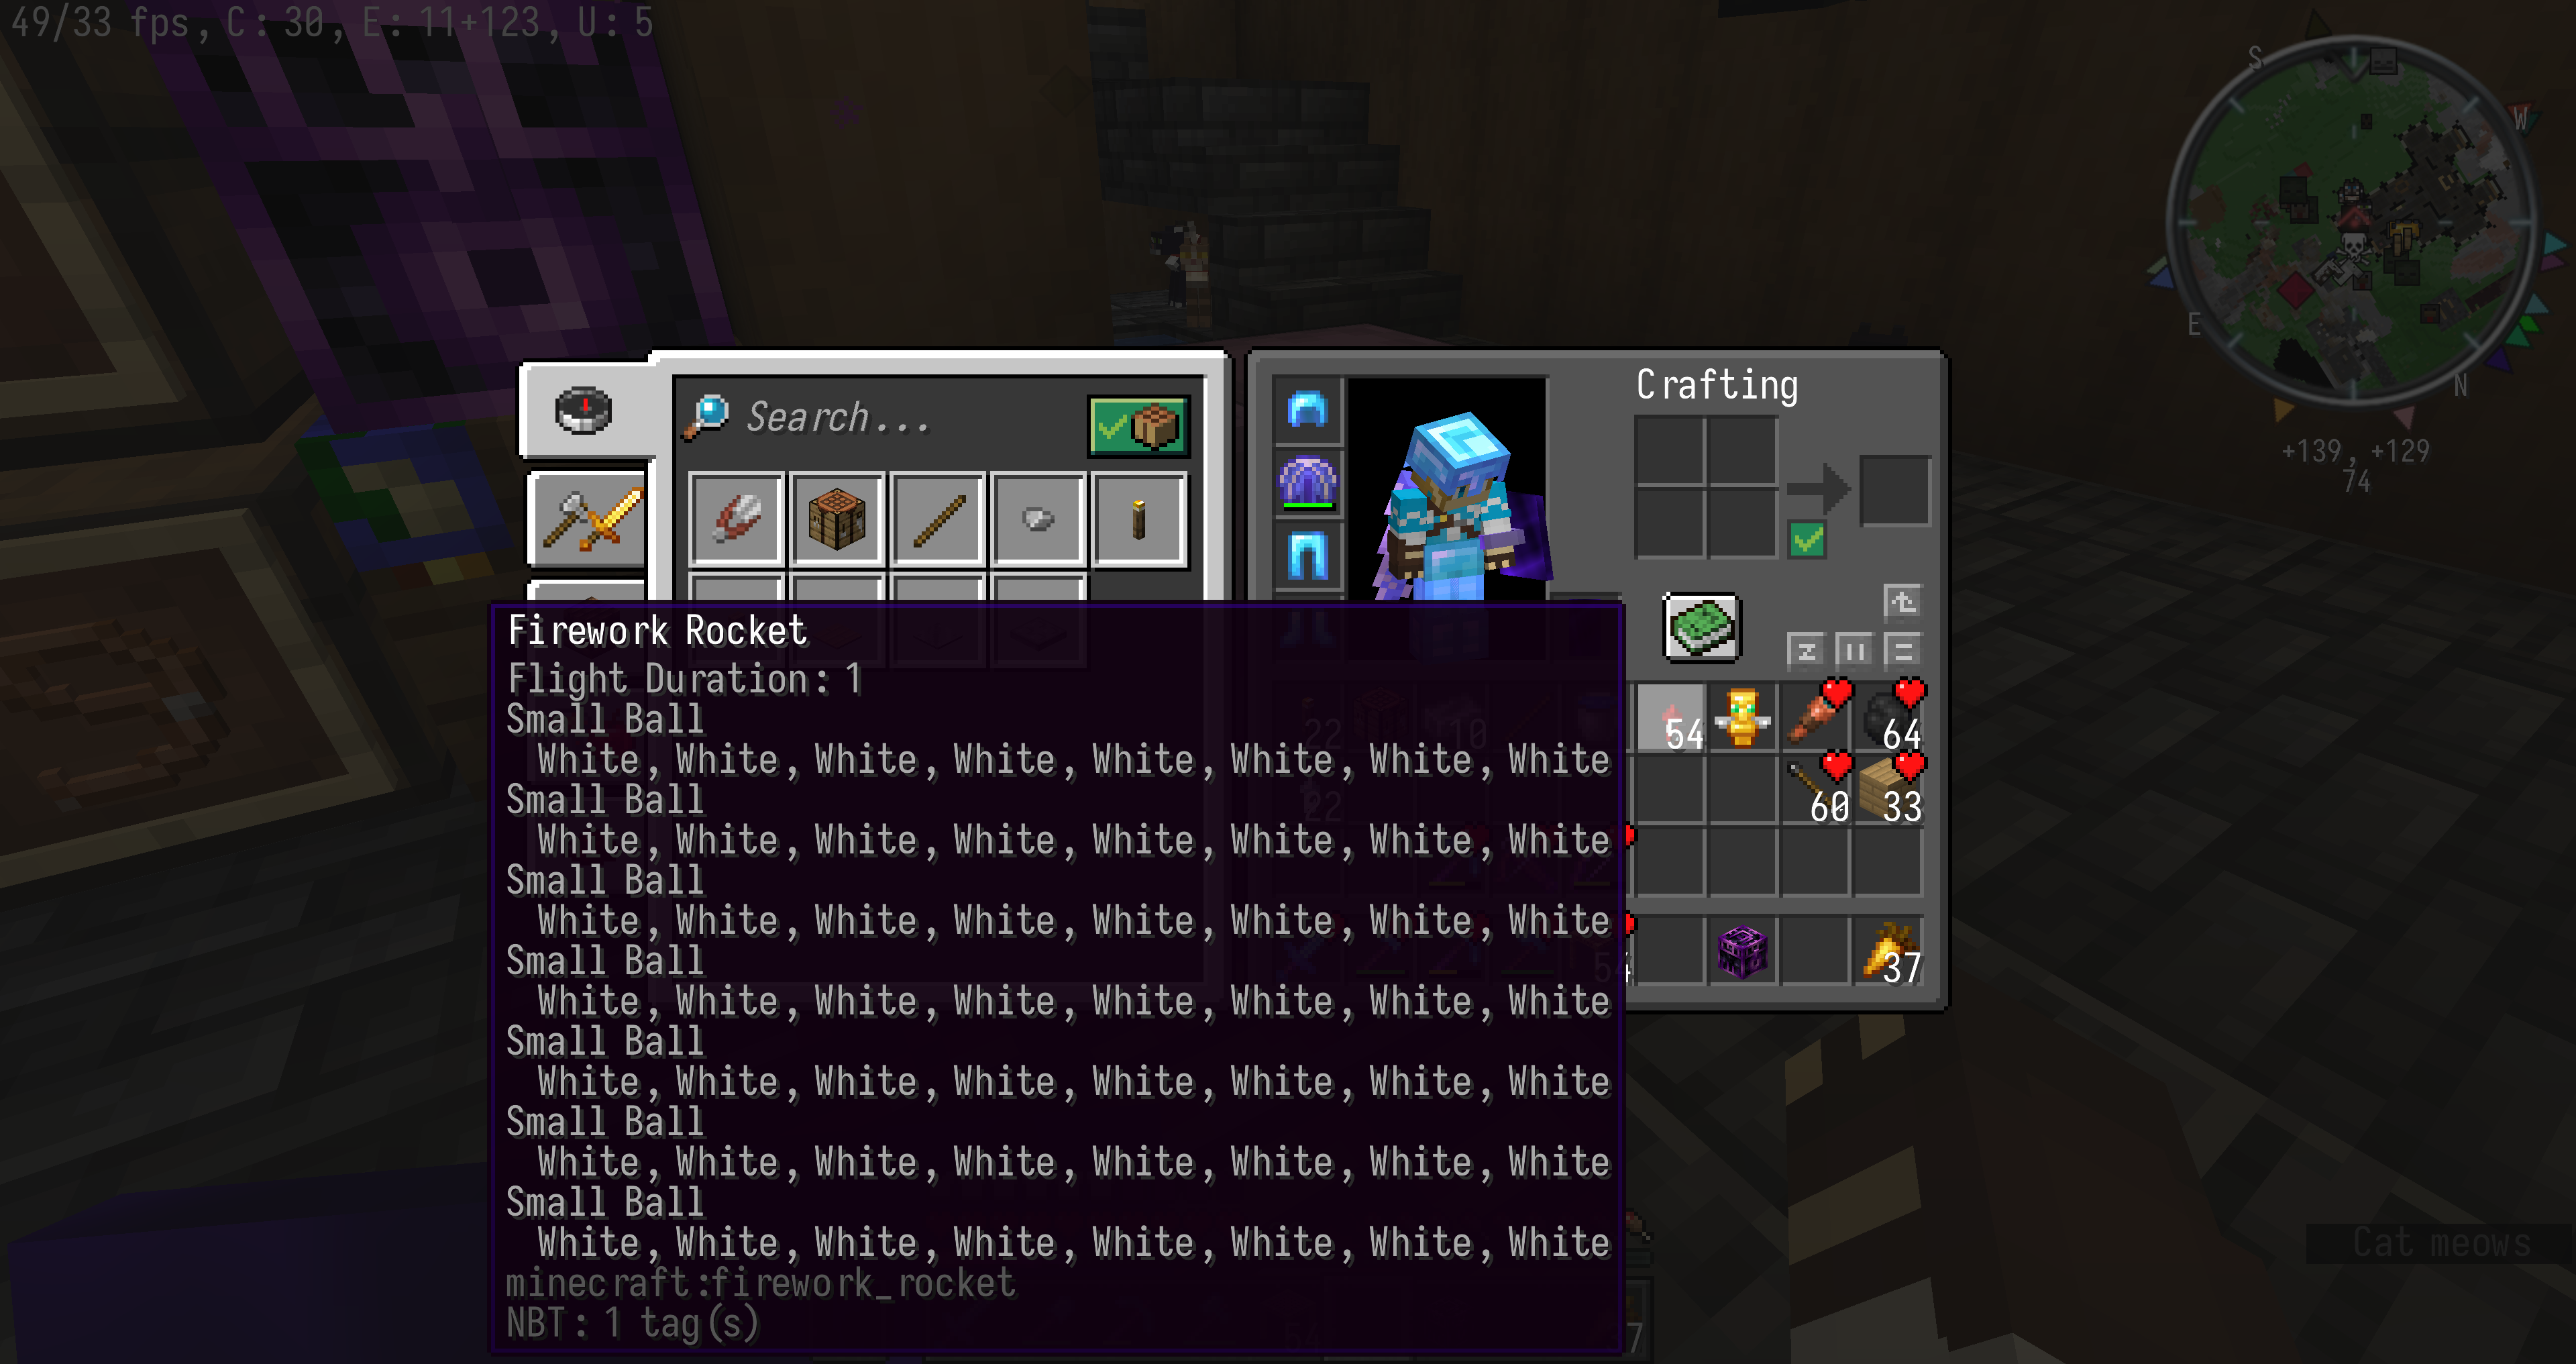 49/33 fps, C: 30, E: 11+123, U: 5
S
W
E
N
+139, +129
74
Search...
Crafting
Firework Rocket
Flight Duration: 1
Small Ball
White, White, White, White, White, White, White, White
Small Ball
White, White, White, White, White, White, White, White
Small Ball
White, White, White, White, White, White, White, White
Small Ball
White, White, White, White, White, White, White, White
Small Ball
White, White, White, White, White, White, White, White
Small Ball
White, White, White, White, White, White, White, White
Small Ball
White, White, White, White, White, White, White, White
minecraft:firework_rocket
NBT: 1 tag(s)
22
10
54
64
22
60
33
54
37
Cat meows
7